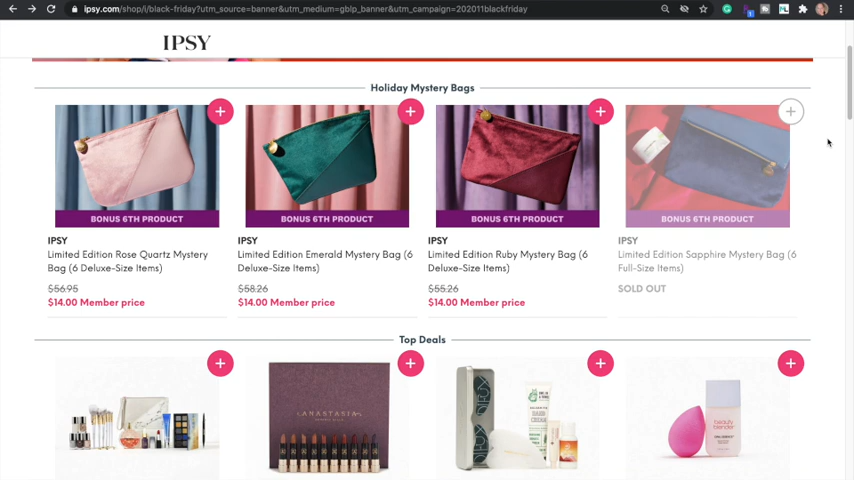 ipsy.com/shop/i/black-friday?utm_source=banner&utm_medium=gblp_banner&utm_campaign=202011blackfriday
IPSY
Holiday Mystery Bags
BONUS 6TH PRODUCT
BONUS 6TH PRODUCT
BONUS 6TH PRODUCT
BONUS 6TH PRODUCT
IPSY
Limited Edition Rose Quartz Mystery
Bag (6 Deluxe-Size Items)
$56.95
$14.00 Member price
IPSY
Limited Edition Emerald Mystery Bag (6
Deluxe-Size Items)
$58.26
$14.00 Member price
IPSY
Limited Edition Ruby Mystery Bag (6
Deluxe-Size Items)
$55.26
$14.00 Member price
IPSY
Limited Edition Sapphire Mystery Bag (6
Full-Size Items)
SOLD OUT
Top Deals
ANASTASIA
HAND
CREAM
beauty
blender